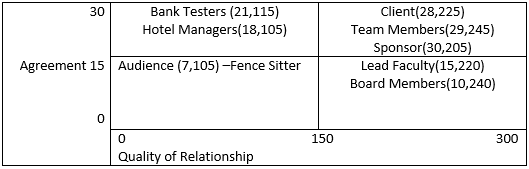 30 Bank Testers (21,115) Client(28,225)
Hotel Managers(18,105) Team Members(29,245)
Sponsor(30,205)
Agreement 15 Audience (7,105) –Fence Sitter Lead Faculty(15,220)
Board Members(10,240)
0
0 150 300
Quality of Relationship